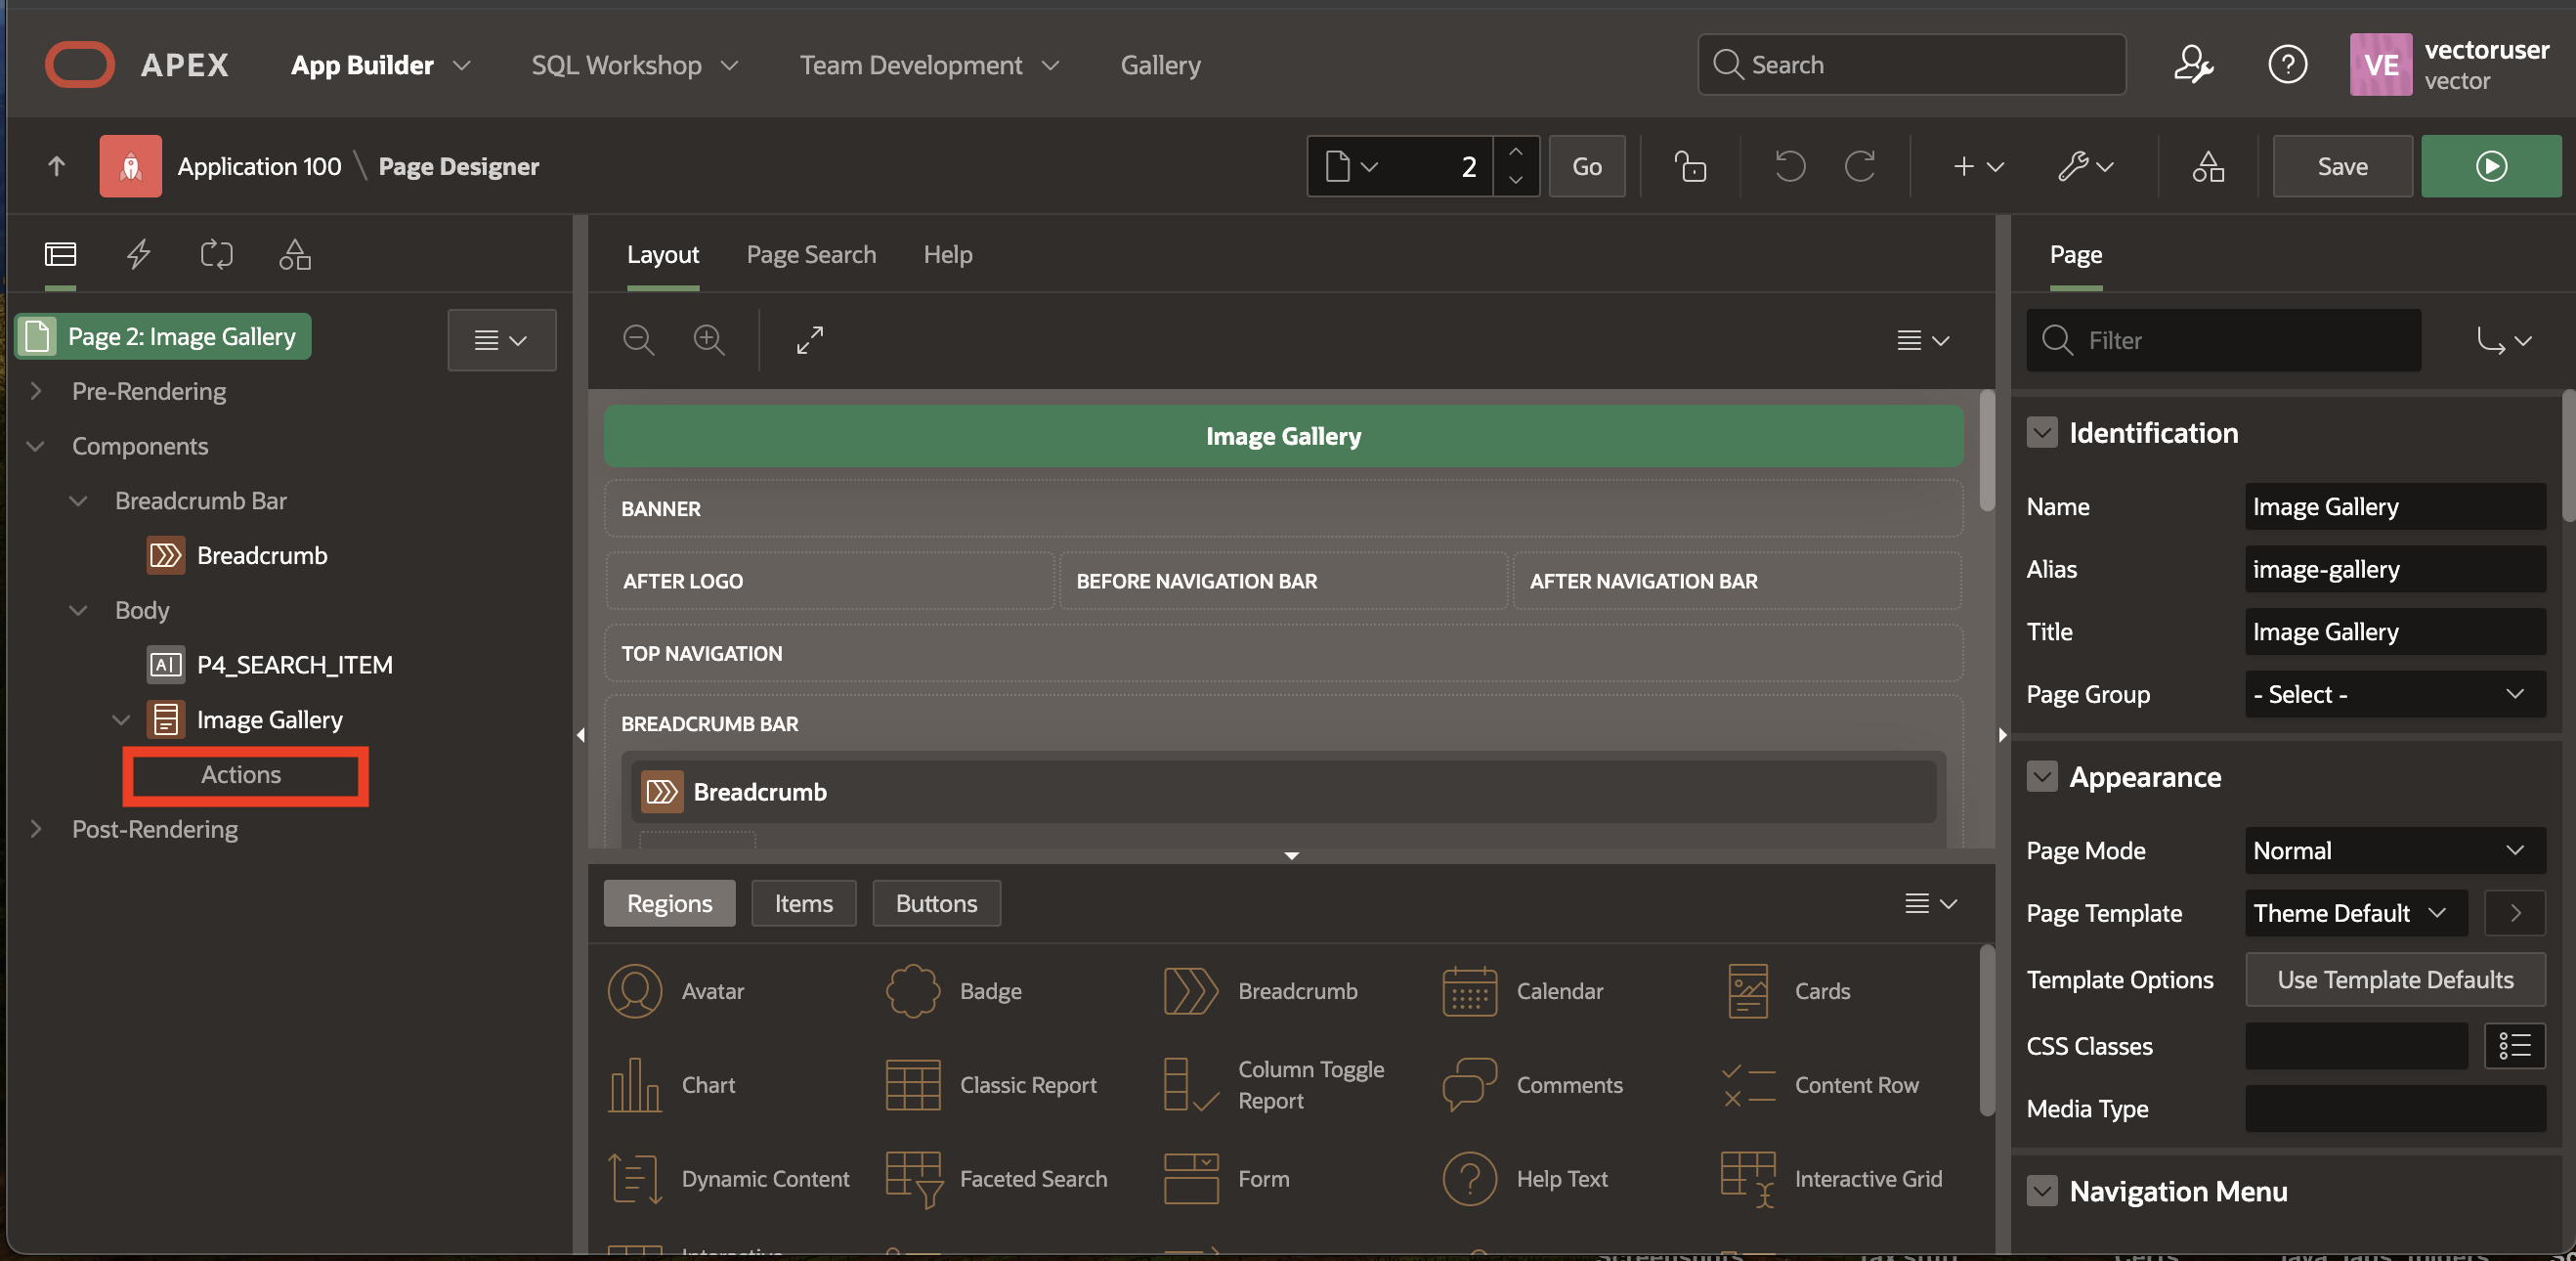 APEX App Builder SQL Workshop Team Development Gallery Search VE vectoruser
vector
Application 100 \ Page Designer 2 Go Save
Layout Page Search Help Page
Page 2: Image Gallery
Filter
Pre-Rendering
Components
Breadcrumb Bar
Breadcrumb
Body
P4_SEARCH_ITEM
Image Gallery
Actions
Post-Rendering
Image Gallery
BANNER
AFTER LOGO BEFORE NAVIGATION BAR AFTER NAVIGATION BAR
TOP NAVIGATION
BREADCRUMB BAR
Breadcrumb
Regions Items Buttons
Avatar Badge Breadcrumb Calendar Cards
Chart Classic Report Column Toggle Report Comments Content Row
Dynamic Content Faceted Search Form Help Text Interactive Grid
Interactive
Identification
Name Image Gallery
Alias image-gallery
Title Image Gallery
Page Group - Select -
Appearance
Page Mode Normal
Page Template Theme Default
Template Options Use Template Defaults
CSS Classes
Media Type
Navigation Menu